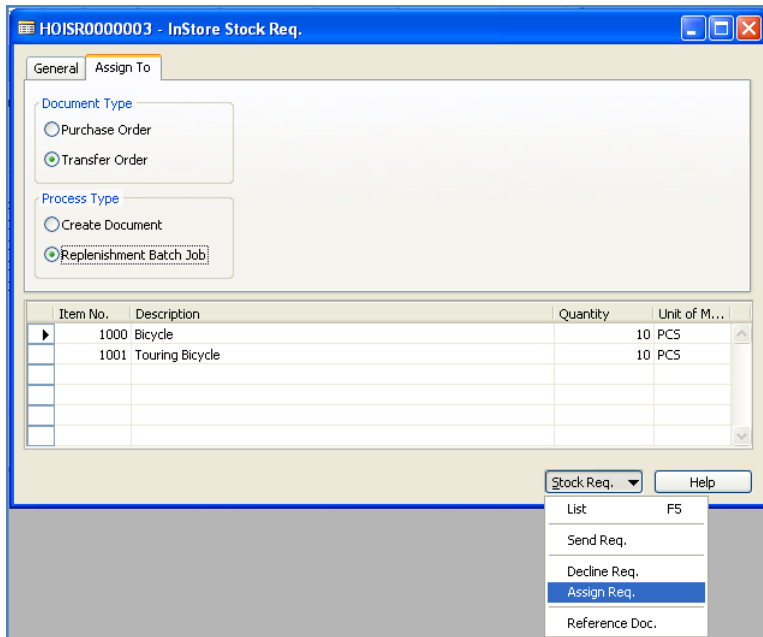 HOISR0000003 - InStore Stock Req.
General Assign To
Document Type
Purchase Order
Transfer Order
Process Type
Create Document
Replenishment Batch Job
Item No. Description Quantity Unit of M...
1000 Bicycle 10 PCS
1001 Touring Bicycle 10 PCS
Stock Req. Help
List F5
Send Req.
Decline Req.
Assign Req.
Reference Doc.